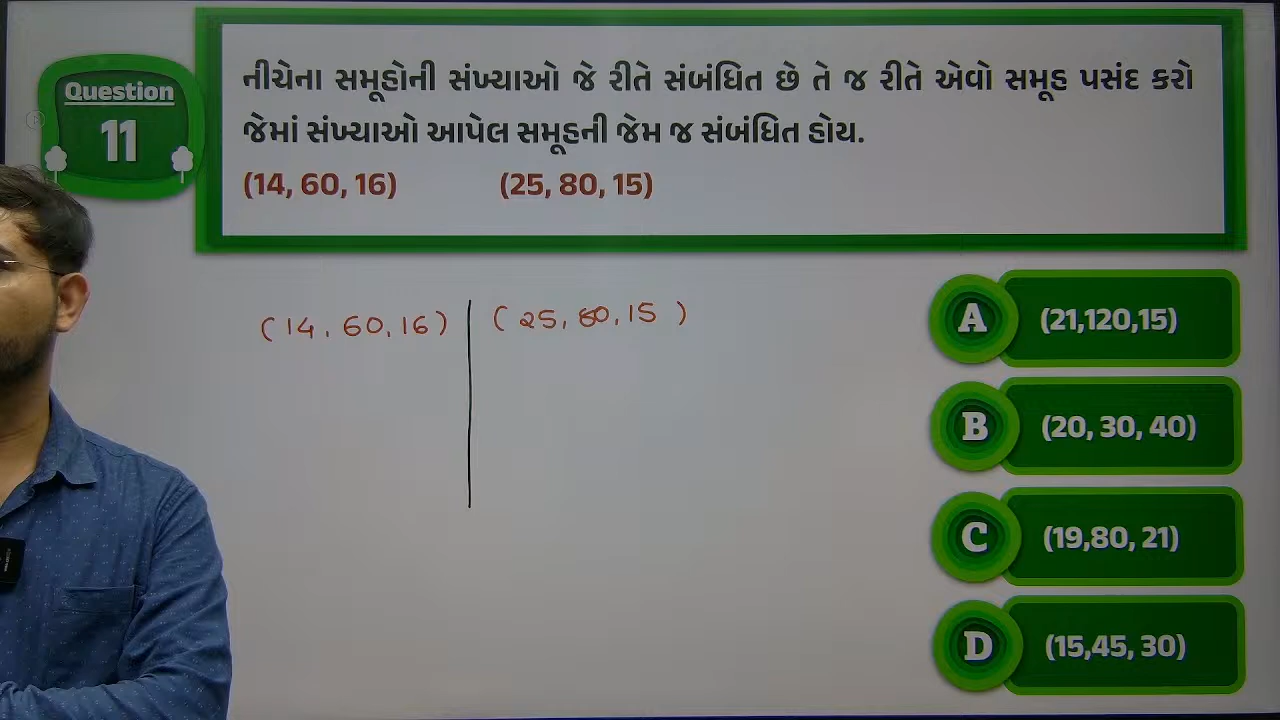 Question
11
નીચેના સમૂહોની સંખ્યાઓ જે રીતે સંબંધિત છે તે જ રીતે એવો સમૂહ પસંદ કરો
જેમાં સંખ્યાઓ આપેલ સમૂહની જેમ જ સંબંધિત હોય.
(14, 60, 16) (25, 80, 15)
(14, 60, 16) (25, 80, 15)
A (21,120,15)
B (20, 30, 40)
C (19,80, 21)
D (15,45, 30)